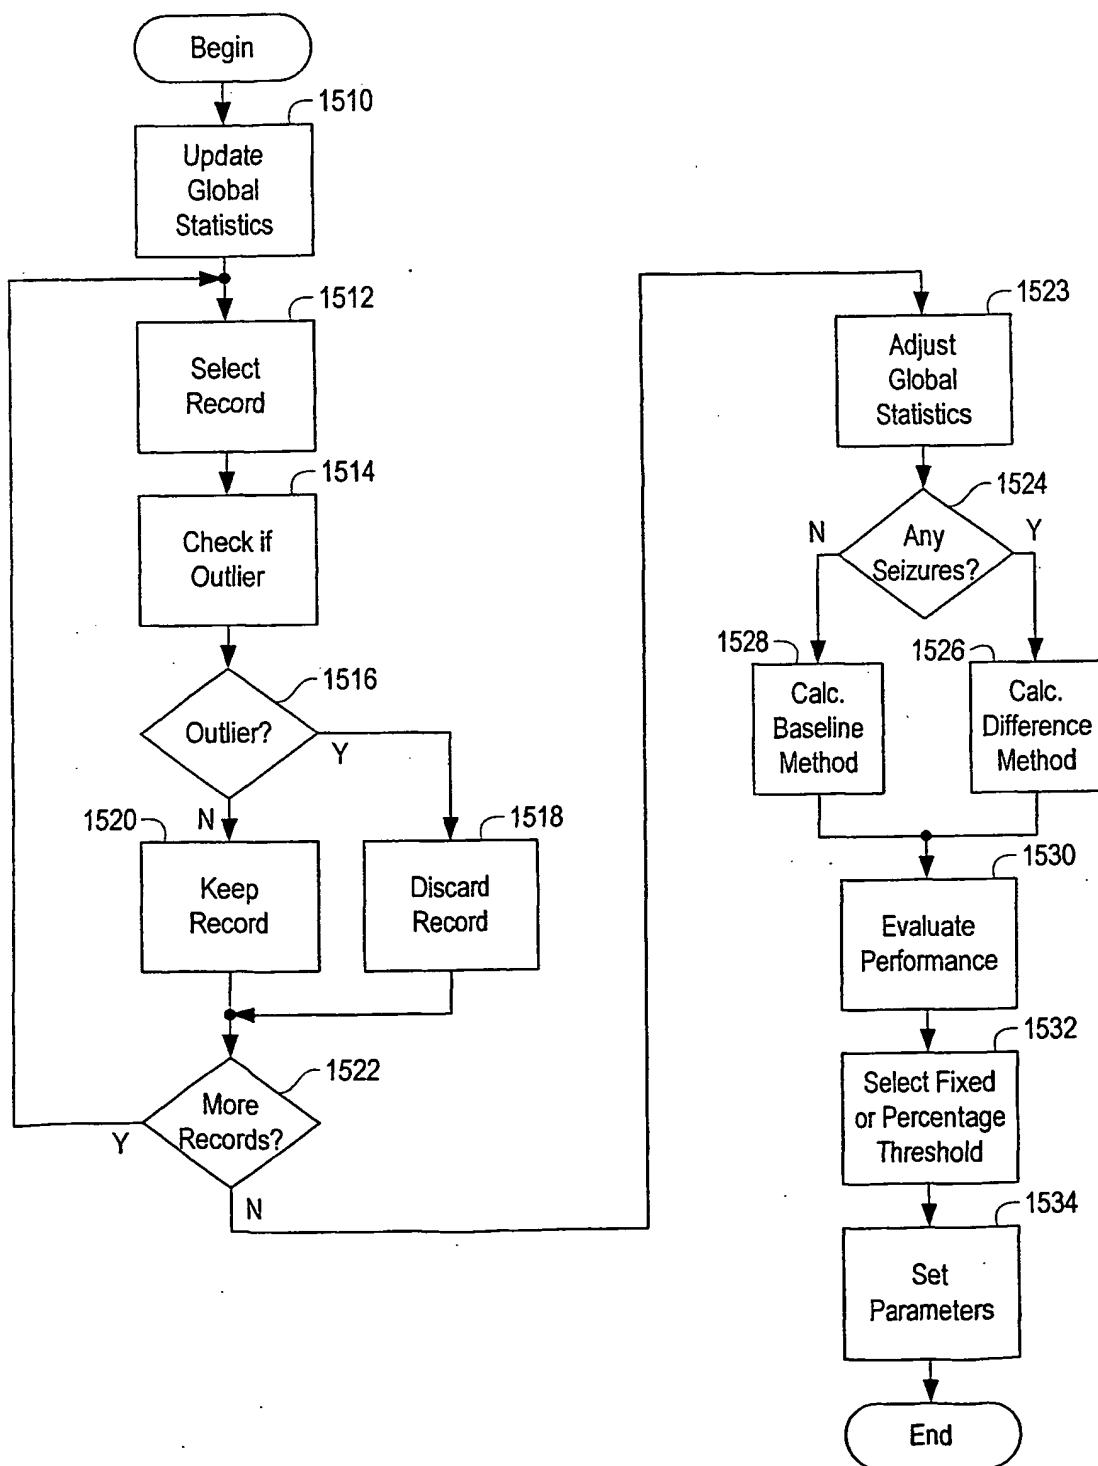 Begin
1510
Update
Global
Statistics
1512
Select
Record
1514
Check if
Outlier
1516
Outlier?
Y
N
1520
Keep
Record
1518
Discard
Record
1522
More
Records?
Y
N
1523
Adjust
Global
Statistics
1524
Any
Seizures?
N
Y
1528
Calc.
Baseline
Method
1526
Calc.
Difference
Method
1530
Evaluate
Performance
1532
Select Fixed
or Percentage
Threshold
1534
Set
Parameters
End